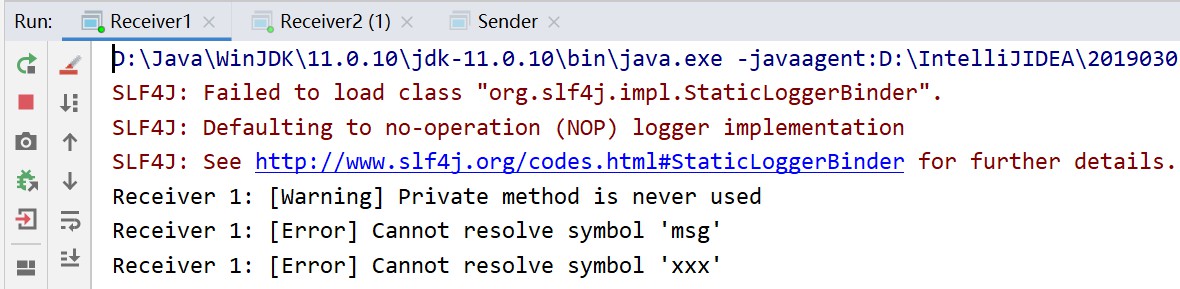 Run: Receiver1 × Receiver2 (1) × Sender ×
D:\Java\WinJDK\11.0.10\jdk-11.0.10\bin\java.exe -javaagent:D:\IntelliJIDEA\2019030
SLF4J: Failed to load class "org.slf4j.impl.StaticLoggerBinder".
SLF4J: Defaulting to no-operation (NOP) logger implementation
SLF4J: See http://www.slf4j.org/codes.html#StaticLoggerBinder for further details.
Receiver 1: [Warning] Private method is never used
Receiver 1: [Error] Cannot resolve symbol 'msg'
Receiver 1: [Error] Cannot resolve symbol 'xxx'